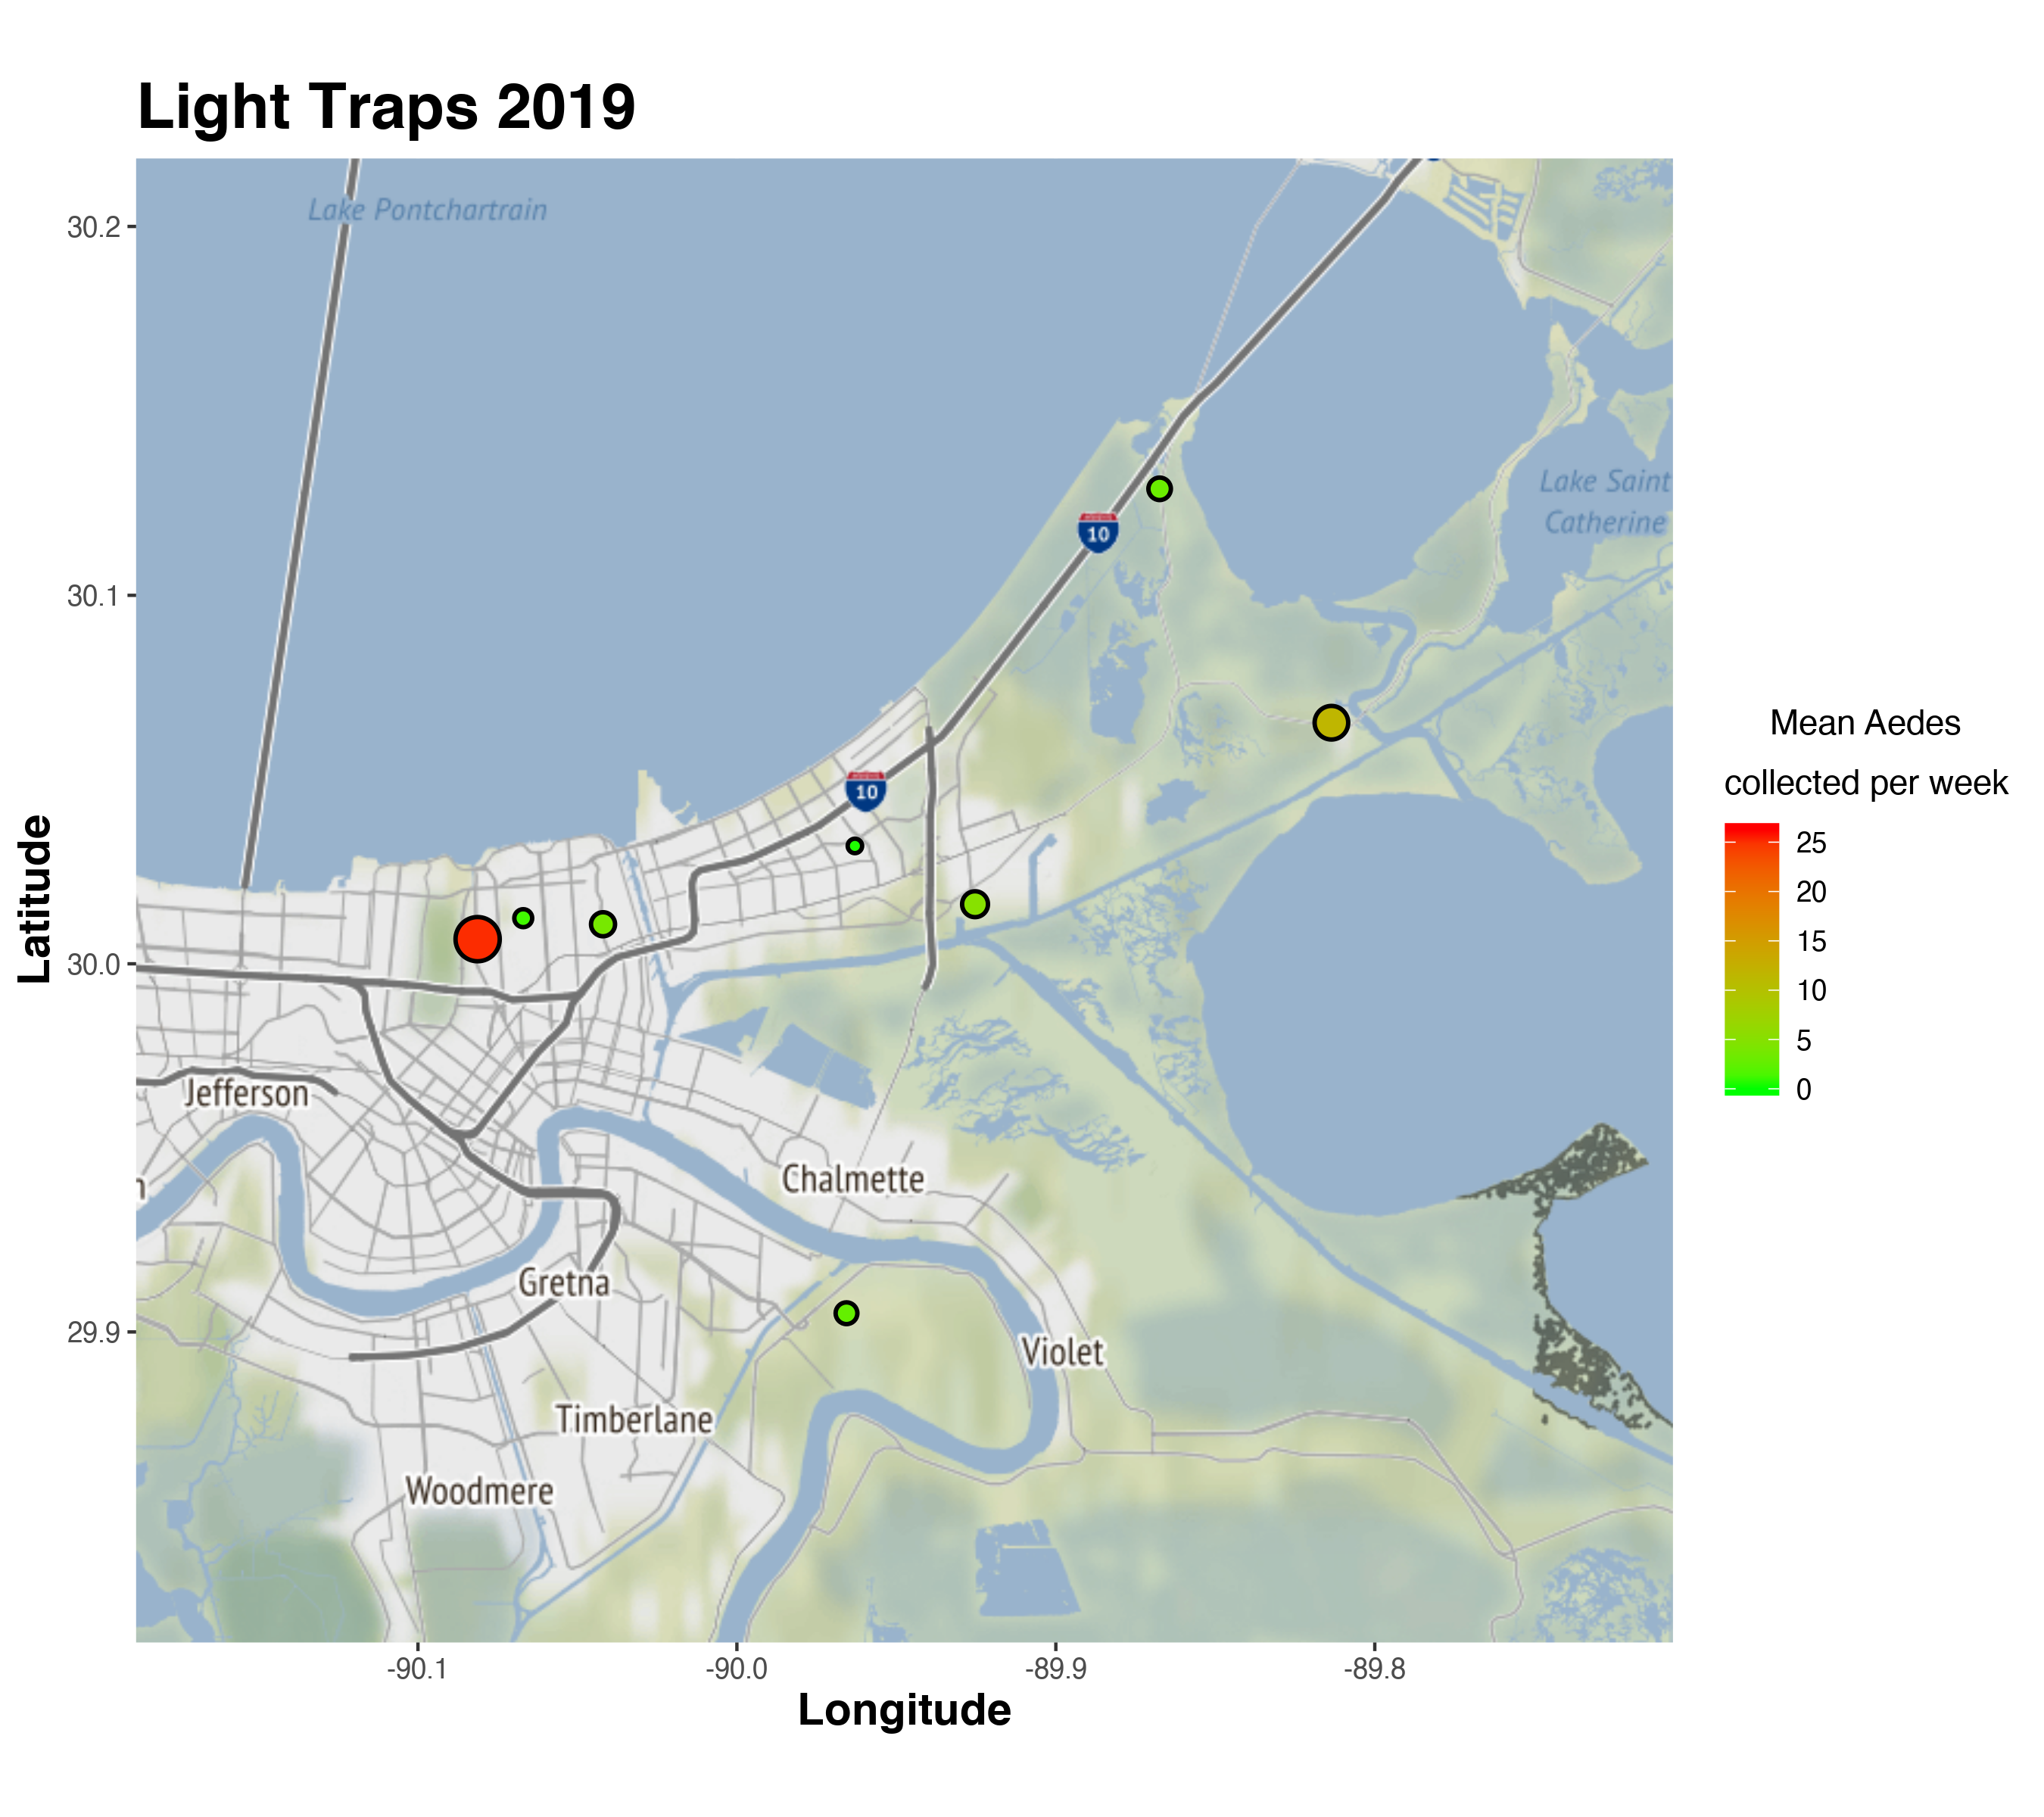 Light Traps 2019
Lake Pontchartrain
30.2
Lake Saint
Catherine
10
30.1
Mean Aedes
collected per week
10
25
20
15
10
5
0
Latitude
30.0
Jefferson
n
Chalmette
Gretna
29.9
Violet
Timberlane
Woodmere
-90.1
-90.0
-89.9
-89.8
Longitude